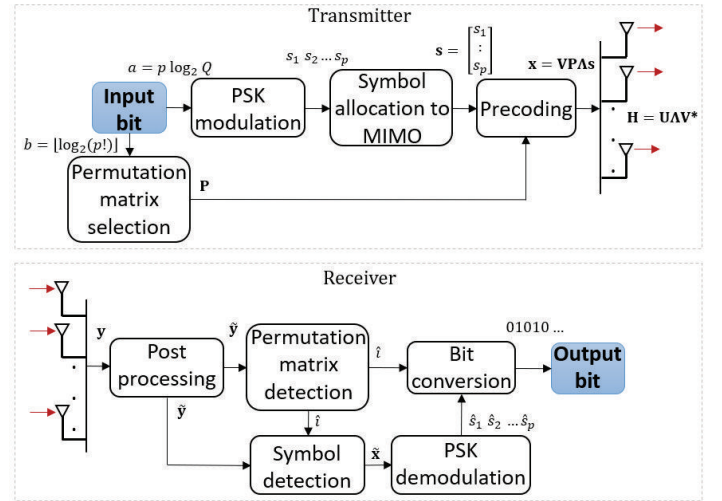 Transmitter
a = p log₂ Q
s₁ s₂ … sₚ
s = [s₁ : sₚ]
x = VPΛs
Input
bit
PSK
modulation
Symbol
allocation to
MIMO
Precoding
H = UΛV*
b = ⌊log₂(p!)⌋
Permutation
matrix
selection
P
Receiver
y
Post
processing
ỹ
ỹ
Permutation
matrix
detection
î
î
Bit
conversion
01010 …
Output
bit
Symbol
detection
x̃
PSK
demodulation
ŝ₁ ŝ₂ … ŝₚ